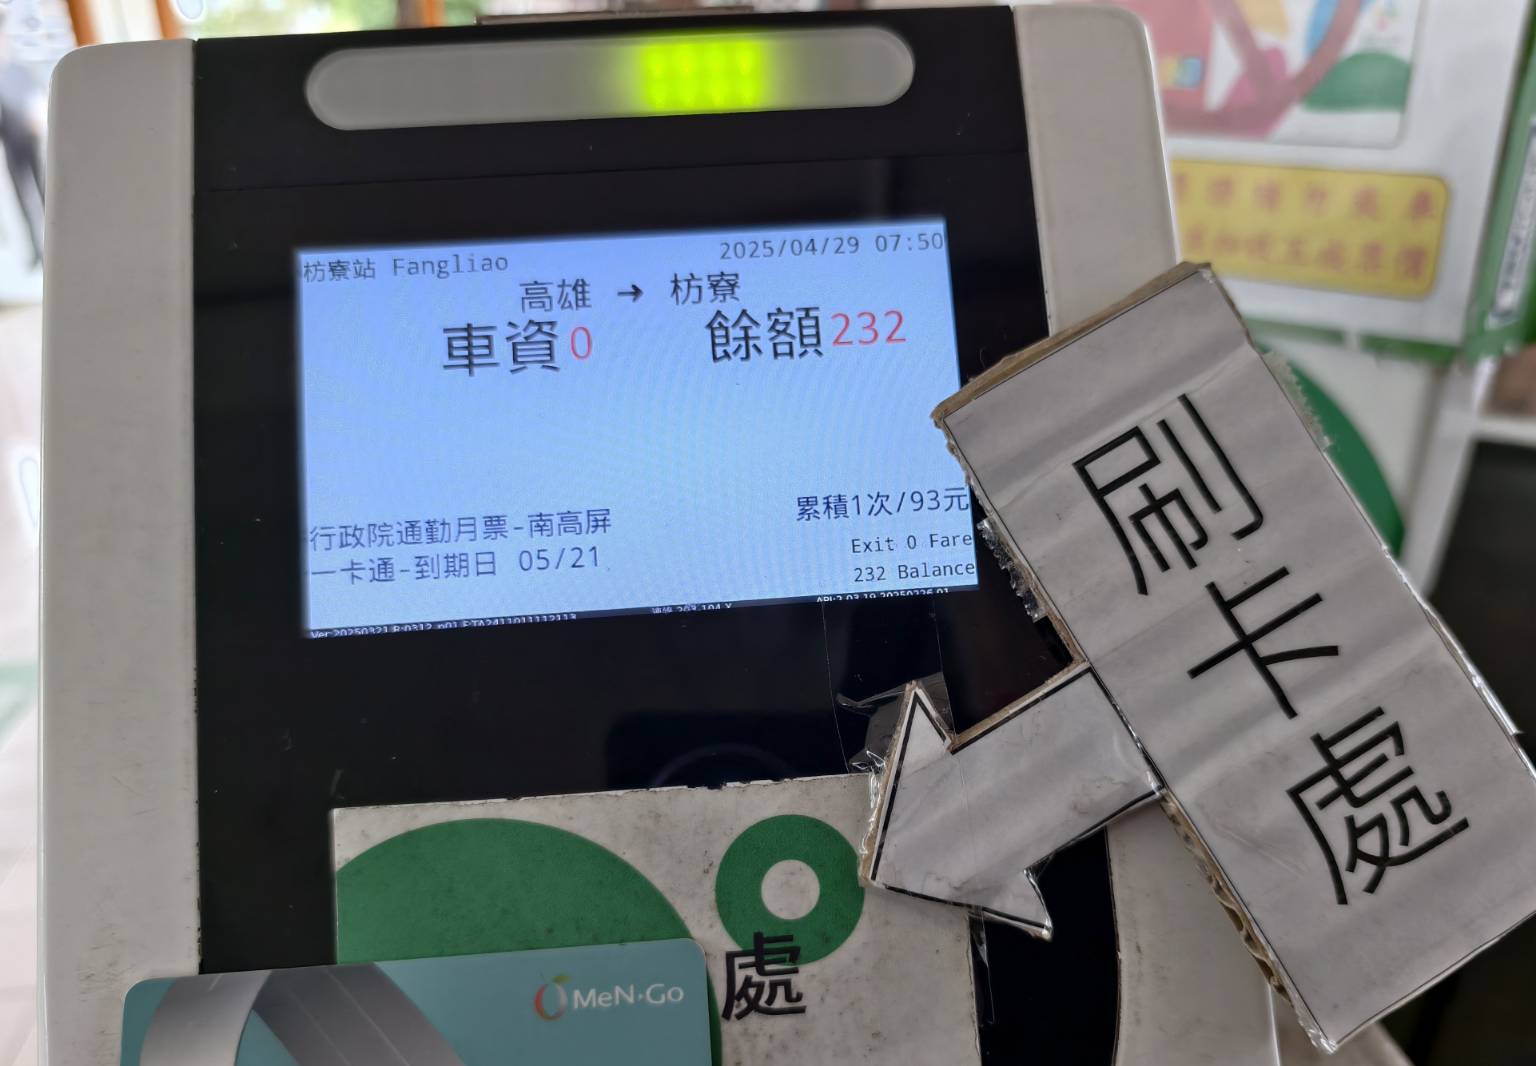 枋寮站 Fangliao
2025/04/29 07:50
高雄 → 枋寮
車資0 餘額232
行政院通勤月票-南高屏
一卡通-到期日 05/21
累積1次/93元
Exit 0 Fare
232 Balance
刷卡處
處
MeN·Go